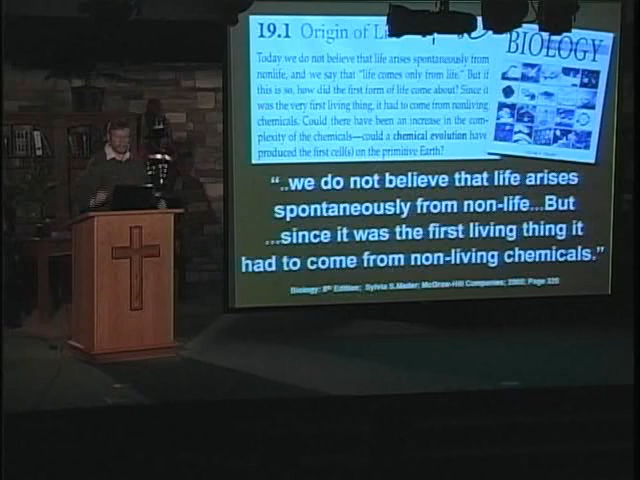 19.1 Origin of Li
BIOLOGY
Today we do not believe that life arises spontaneously from
nonlife, and we say that "life comes only from life." But if
this is so, how did the first form of life come about? Since it
was the very first living thing, it had to come from nonliving
chemicals. Could there have been an increase in the com-
plexity of the chemicals—could a chemical evolution have
produced the first cell(s) on the primitive Earth?
"..we do not believe that life arises
spontaneously from non-life...But
...since it was the first living thing it
had to come from non-living chemicals."
Biology: 8th Edition; Sylvia S.Mader; McGraw-Hill Companies; Page